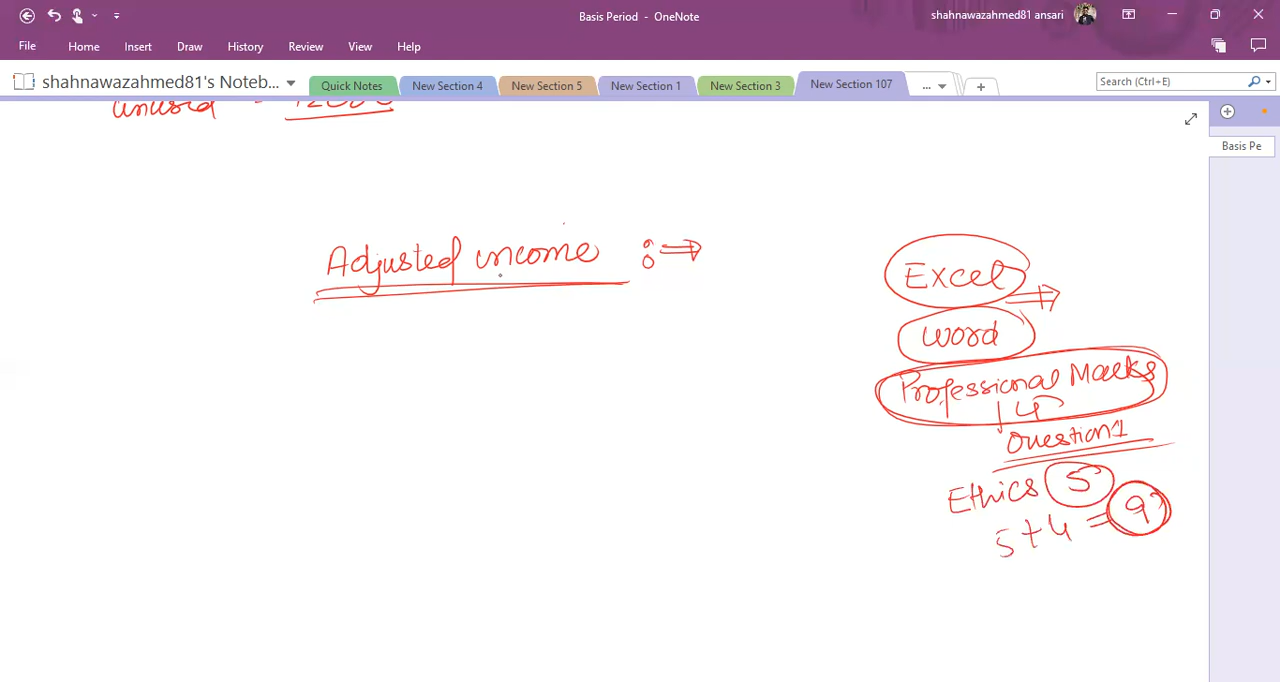 Basis Period - OneNote
shahnawazahmed81 ansari
File Home Insert Draw History Review View Help
shahnawazahmed81's Noteb...
Quick Notes
New Section 4
New Section 5
New Section 1
New Section 3
New Section 107
...
Search (Ctrl+E)
Basis Pe
unused
Adjusted income :⇒
Excel ⇒
word
Professional Marks
↓ 4
Question 1
Ethics 5
5 + 4 = 9